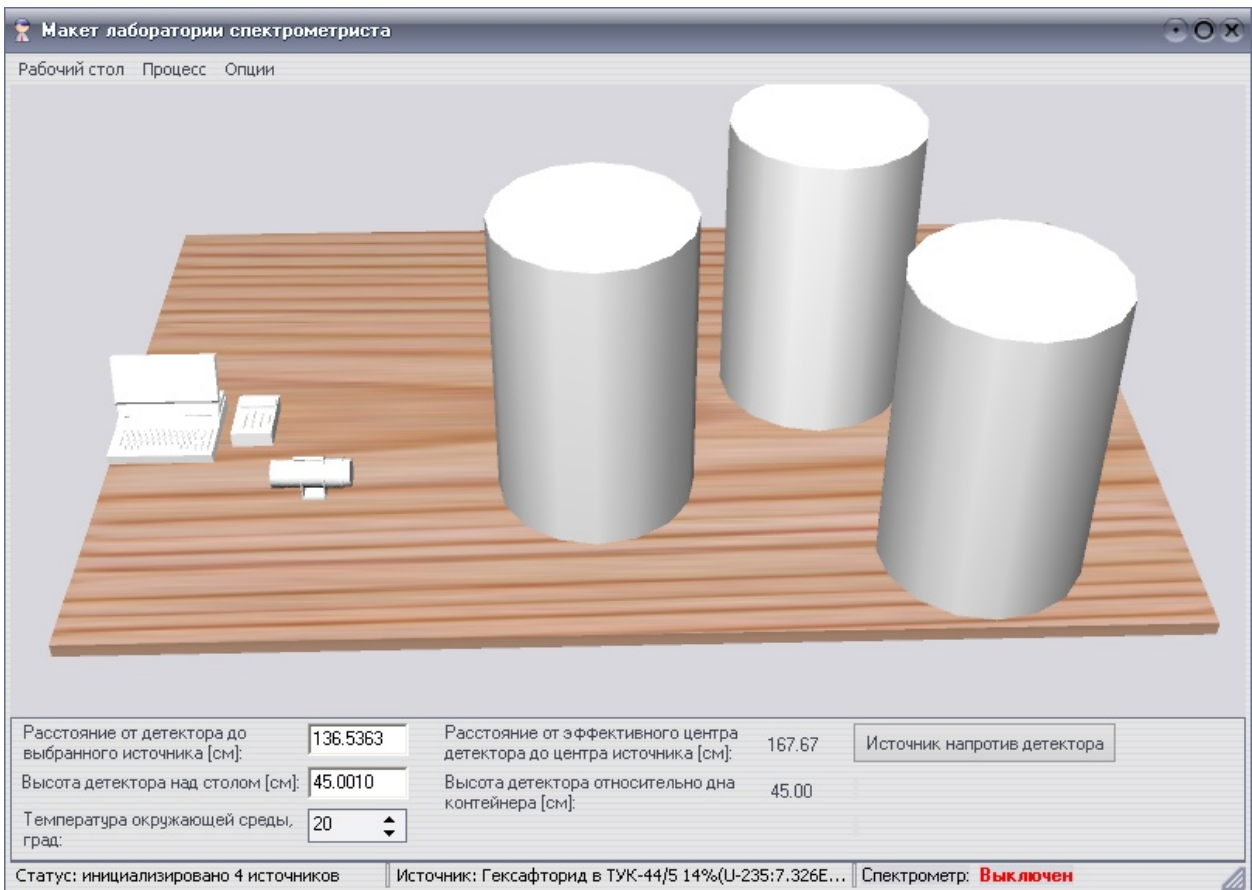 Макет лаборатории спектрометриста
Рабочий стол Процесс Опции
Расстояние от детектора до
выбранного источника [см]:
136.5363
Расстояние от эффективного центра
детектора до центра источника [см]:
167.67
Источник напротив детектора
Высота детектора над столом [см]:
45.0010
Высота детектора относительно дна
контейнера [см]:
45.00
Температура окружающей среды,
град:
20
Статус: инициализировано 4 источников
Источник: Гексафторид в ТУК-44/5 14%(U-235:7.326E...
Спектрометр: Выключен